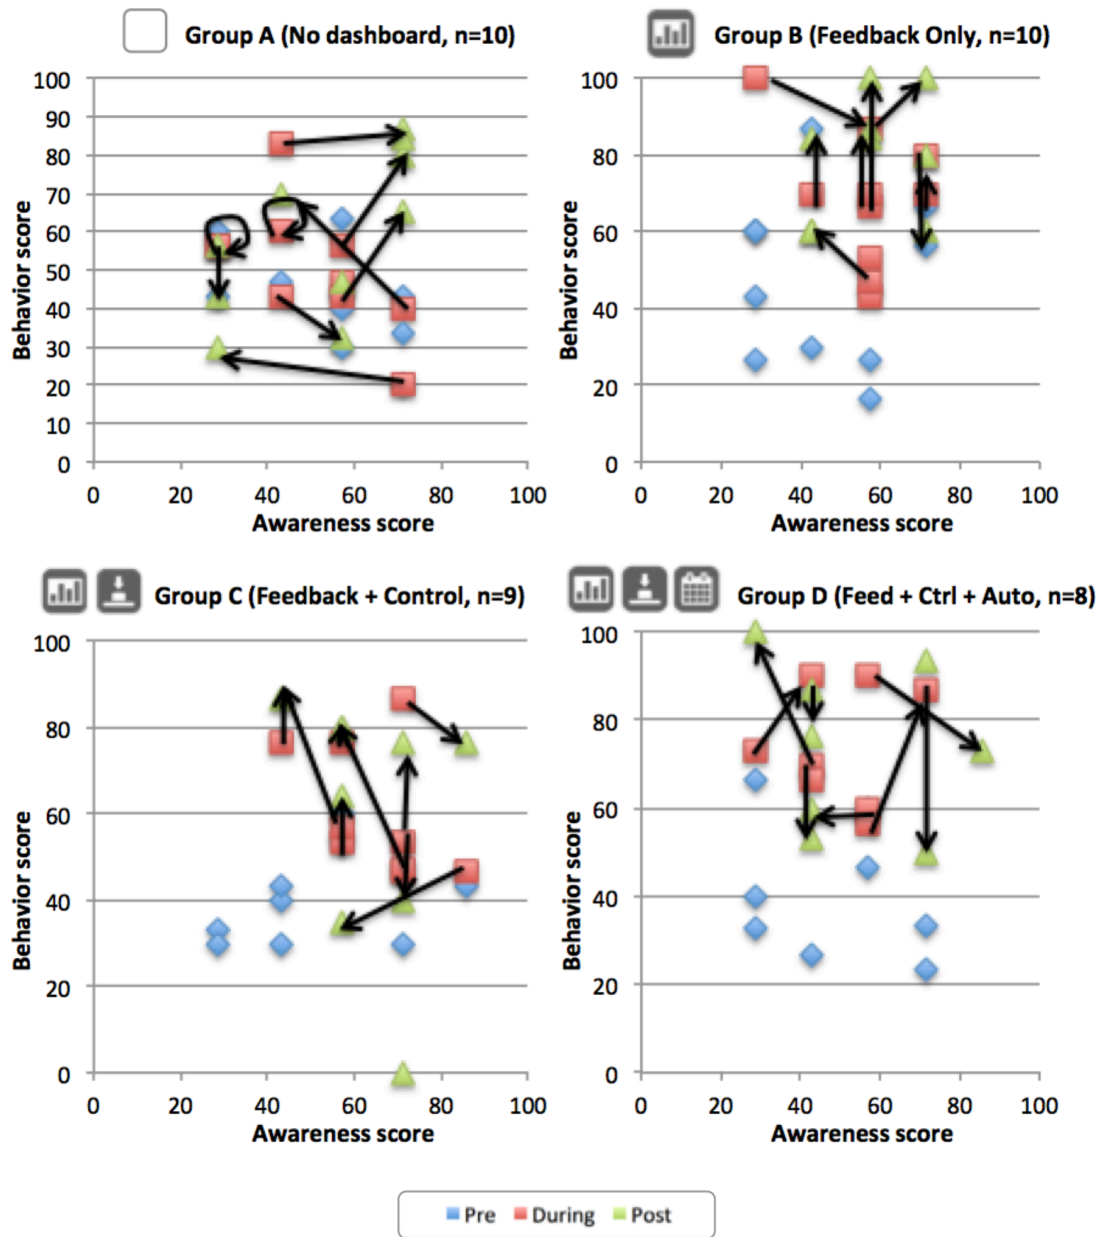 Group A (No dashboard, n=10)
100
90
80
70
60
50
40
30
20
10
0
Behavior score
0 20 40 60 80 100
Awareness score
Group B (Feedback Only, n=10)
100
80
60
40
20
0
Behavior score
0 20 40 60 80 100
Awareness score
Group C (Feedback + Control, n=9)
100
80
60
40
20
0
Behavior score
0 20 40 60 80 100
Awareness score
Group D (Feed + Ctrl + Auto, n=8)
100
80
60
40
20
0
Behavior score
0 20 40 60 80 100
Awareness score
Pre During Post